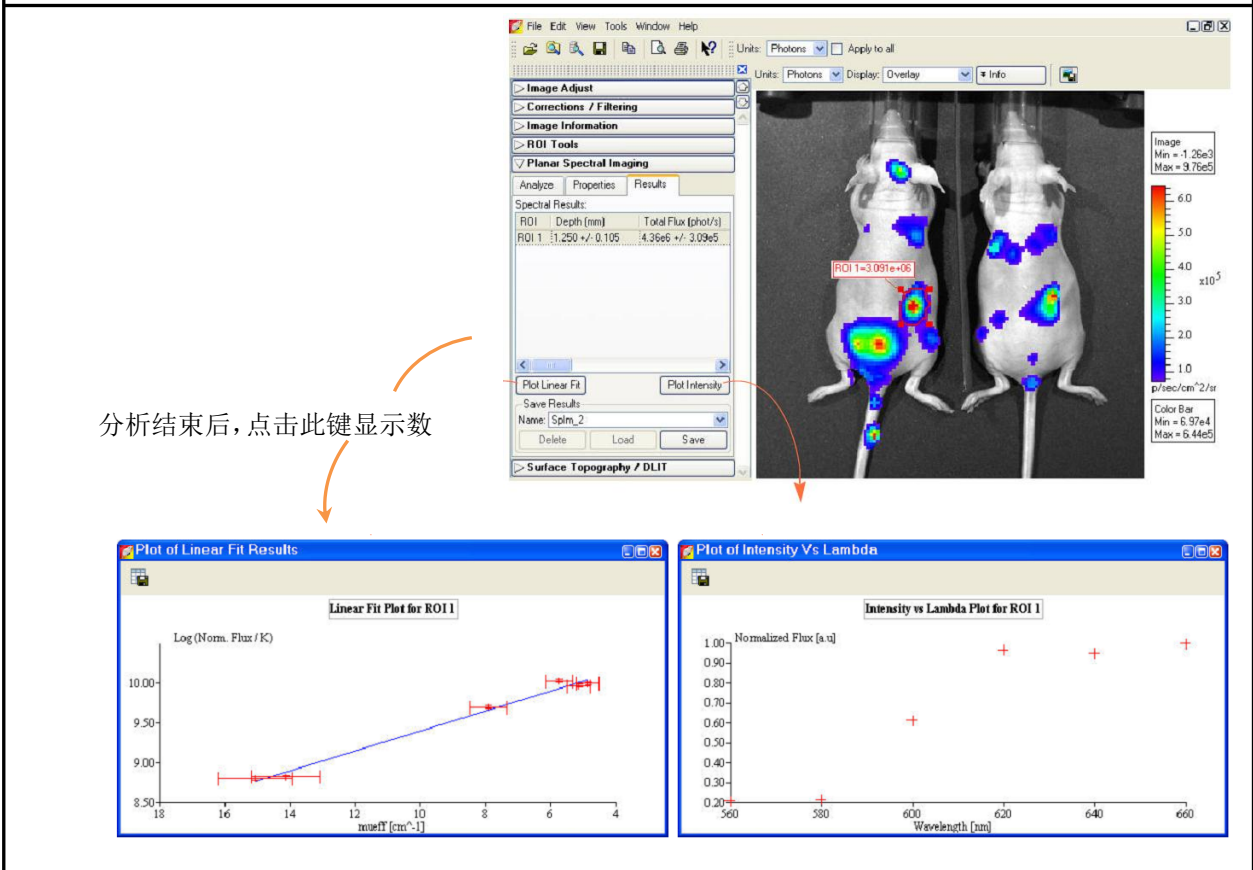 File Edit View Tools Window Help
Units: Photons Apply to all
Units: Photons Display: Overlay Info
Image Adjust
Corrections / Filtering
Image Information
ROI Tools
Planar Spectral Imaging
Analyze Properties Results
Spectral Results:
ROI Depth (mm) Total Flux (phot/s)
ROI 1 1.250 +/- 0.105 4.36e6 +/- 3.09e5
Plot Linear Fit Plot Intensity
Save Results
Name: SpIm_2
Delete Load Save
Surface Topography / DLIT
ROI 1=3.091e+06
Image
Min = -1.26e3
Max = 9.76e5
6.0
5.0
4.0
x10^5
3.0
2.0
1.0
p/sec/cm^2/sr
Color Bar
Min = 6.97e4
Max = 6.44e5
分析结束后，点击此键显示数
Plot of Linear Fit Results
Linear Fit Plot for ROI 1
Log (Norm. Flux / K)
10.00
9.50
9.00
8.50
18 16 14 12 10 8 6 4
mueff [cm^-1]
Plot of Intensity Vs Lambda
Intensity vs Lambda Plot for ROI 1
Normalized Flux [a.u]
1.00
0.90
0.80
0.70
0.60
0.50
0.40
0.30
0.20
560 580 600 620 640 660
Wavelength [nm]